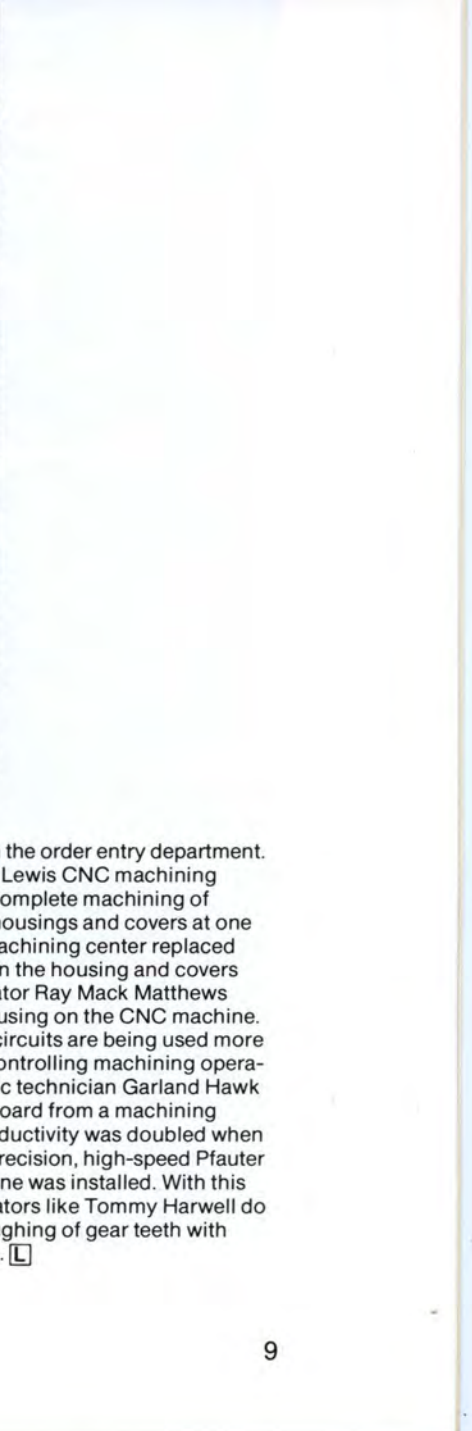 the order entry department.
Lewis CNC machining
omplete machining of
ousings and covers at one
achining center replaced
n the housing and covers
ator Ray Mack Matthews
using on the CNC machine.
circuits are being used more
ontrolling machining opera-
c technician Garland Hawk
oard from a machining
ductivity was doubled when
recision, high-speed Pfauter
ne was installed. With this
ators like Tommy Harwell do
ghing of gear teeth with
. L
9